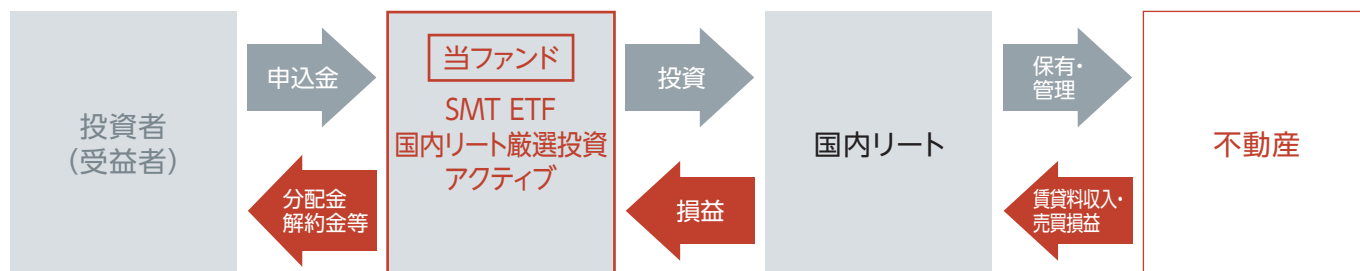 投資者
(受益者)
申込金
分配金
解約金等
当ファンド
SMT ETF
国内リート厳選投資
アクティブ
投資
損益
国内リート
保有・
管理
賃貸料収入・
売買損益
不動産